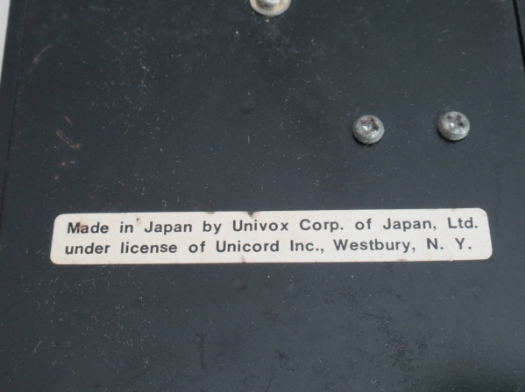 Made in Japan by Univox Corp. of Japan, Ltd.
under license of Unicord Inc., Westbury, N. Y.